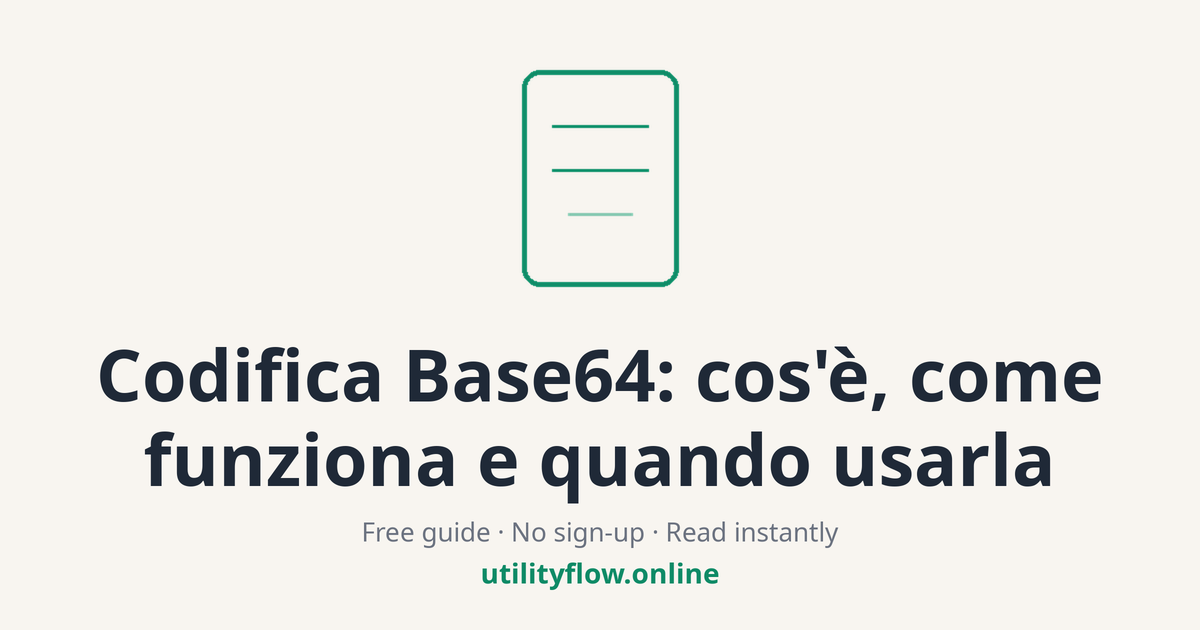 Codifica Base64: cos'è, come
funziona e quando usarla
Free guide · No sign-up · Read instantly
utilityflow.online